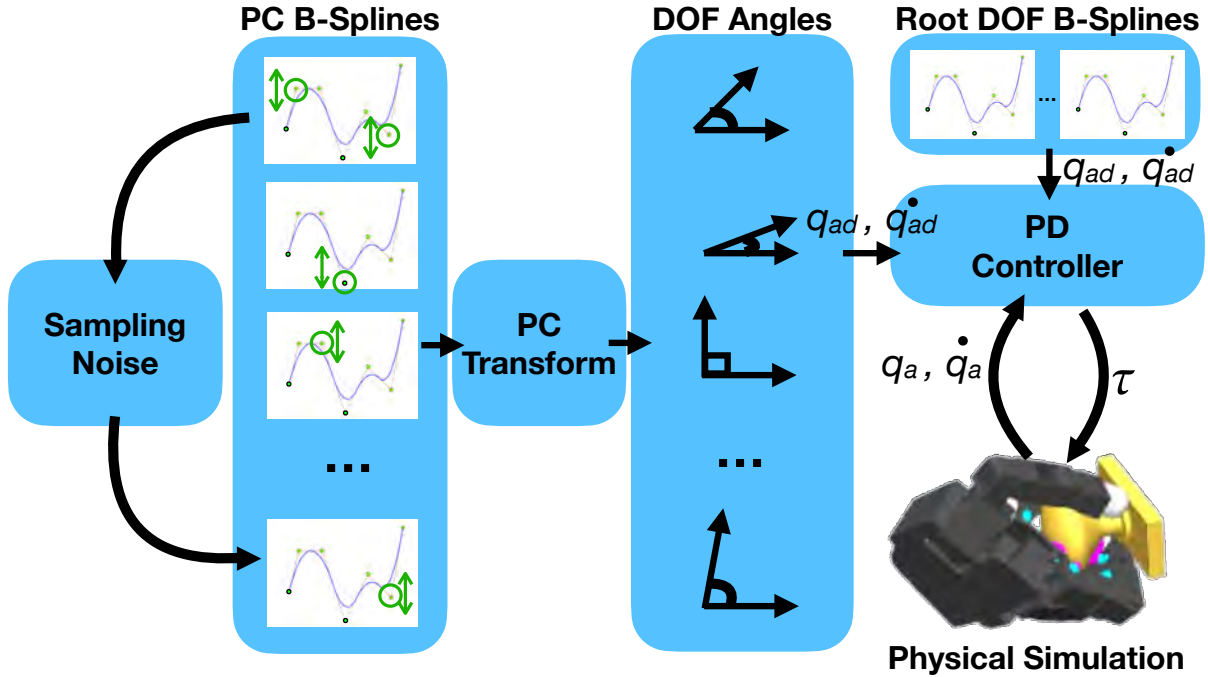 PC B-Splines
DOF Angles
Root DOF B-Splines
...
q_ad, q̇_ad
q_ad, q̇_ad
PD
Controller
Sampling
Noise
PC
Transform
q_a, q̇_a
τ
...
...
Physical Simulation